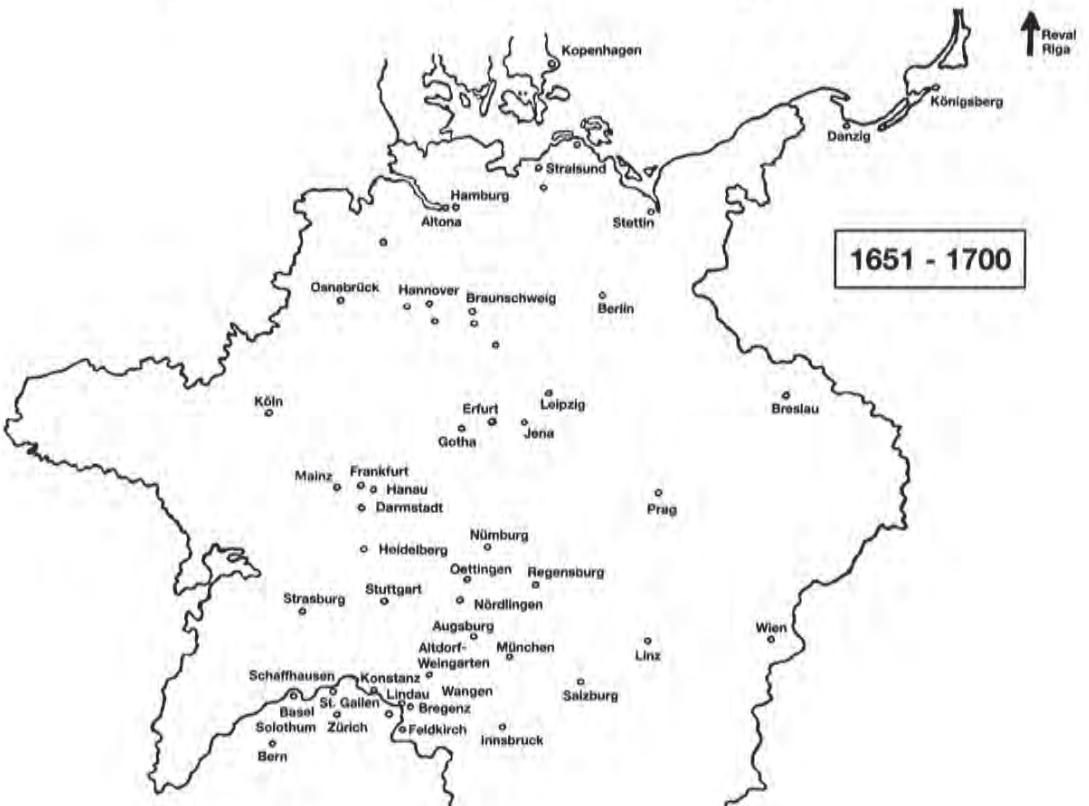 Kopenhagen
Reval
Riga
Königsberg
Danzig
Stralsund
Hamburg
Altona
Stettin
1651 - 1700
Osnabrück
Hannover
Braunschweig
Berlin
Köln
Erfurt
Leipzig
Breslau
Gotha
Jena
Mainz
Frankfurt
Hanau
Darmstadt
Prag
Nürnburg
Heidelberg
Oettingen
Regensburg
Strasburg
Stuttgart
Nördlingen
Augsburg
Wien
Altdorf-
Weingarten
München
Linz
Schaffhausen
Konstanz
Lindau
Wangen
Salzburg
St. Gallen
Basel
Bregenz
Solothurn
Zürich
Feldkirch
Innsbruck
Bern